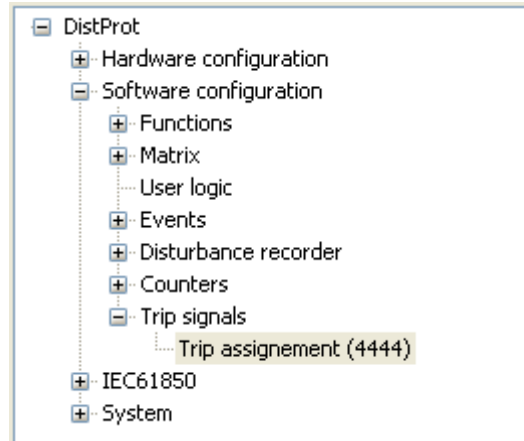 DistProt
Hardware configuration
Software configuration
Functions
Matrix
User logic
Events
Disturbance recorder
Counters
Trip signals
Trip assignement (4444)
IEC61850
System